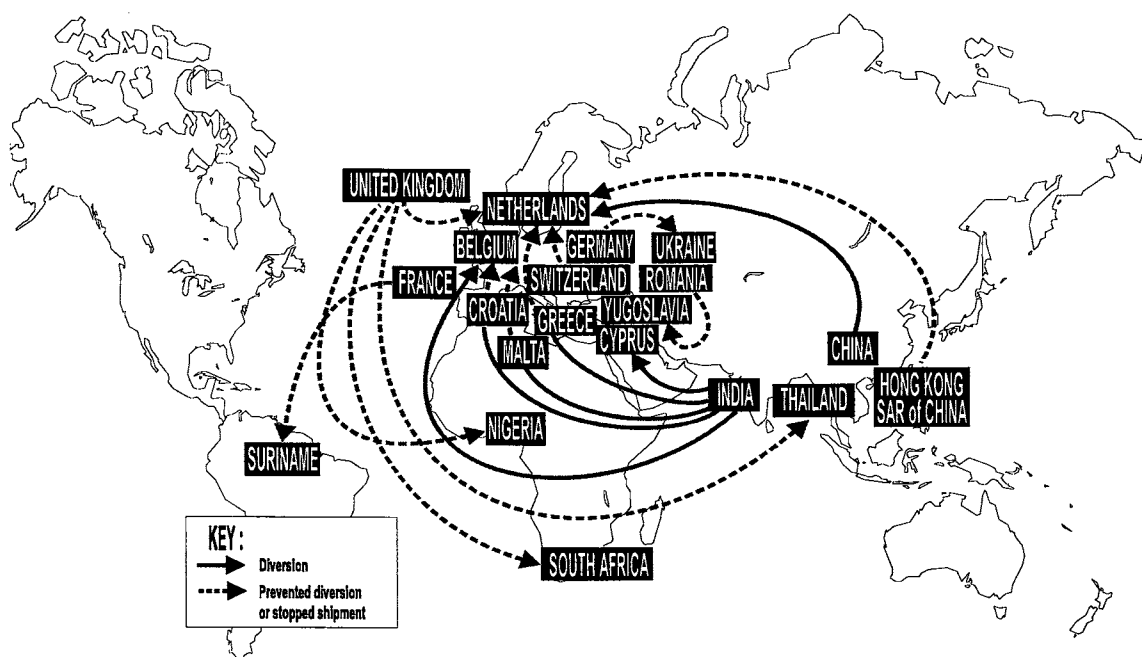 UNITED KINGDOM
NETHERLANDS
BELGIUM
GERMANY
UKRAINE
FRANCE
SWITZERLAND
ROMANIA
CROATIA
GREECE
YUGOSLAVIA
CYPRUS
MALTA
CHINA
INDIA
THAILAND
HONG KONG
SAR of CHINA
NIGERIA
SURINAME
SOUTH AFRICA
KEY :
Diversion
Prevented diversion
or stopped shipment